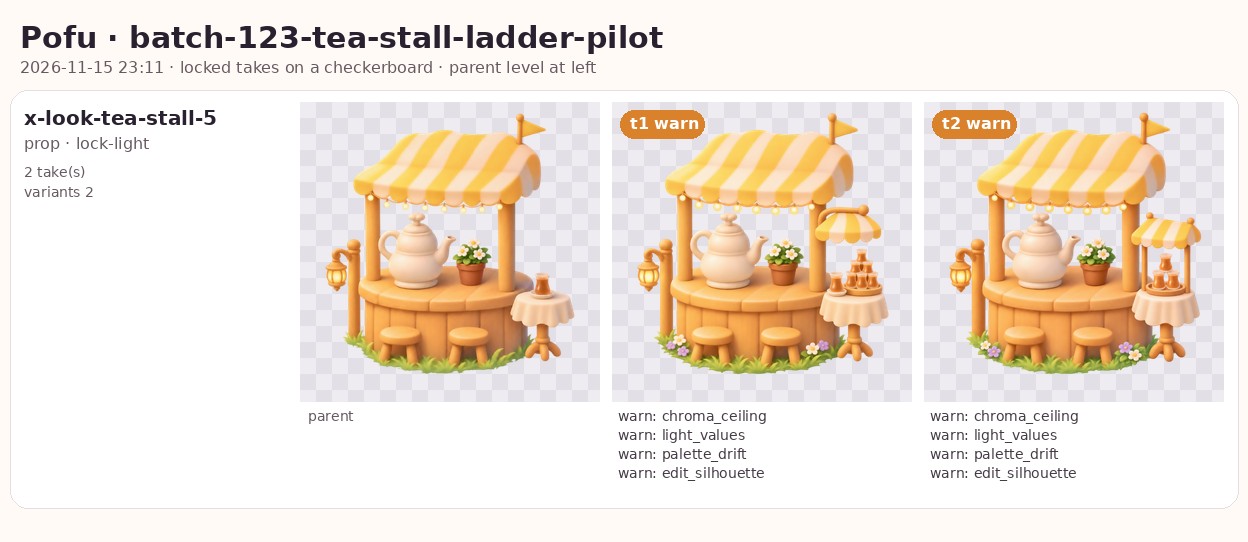 Pofu · batch-123-tea-stall-ladder-pilot
2026-11-15 23:11 · locked takes on a checkerboard · parent level at left
x-look-tea-stall-5
prop · lock-light
2 take(s)
variants 2
parent
t1 warn
warn: chroma_ceiling
warn: light_values
warn: palette_drift
warn: edit_silhouette
t2 warn
warn: chroma_ceiling
warn: light_values
warn: palette_drift
warn: edit_silhouette